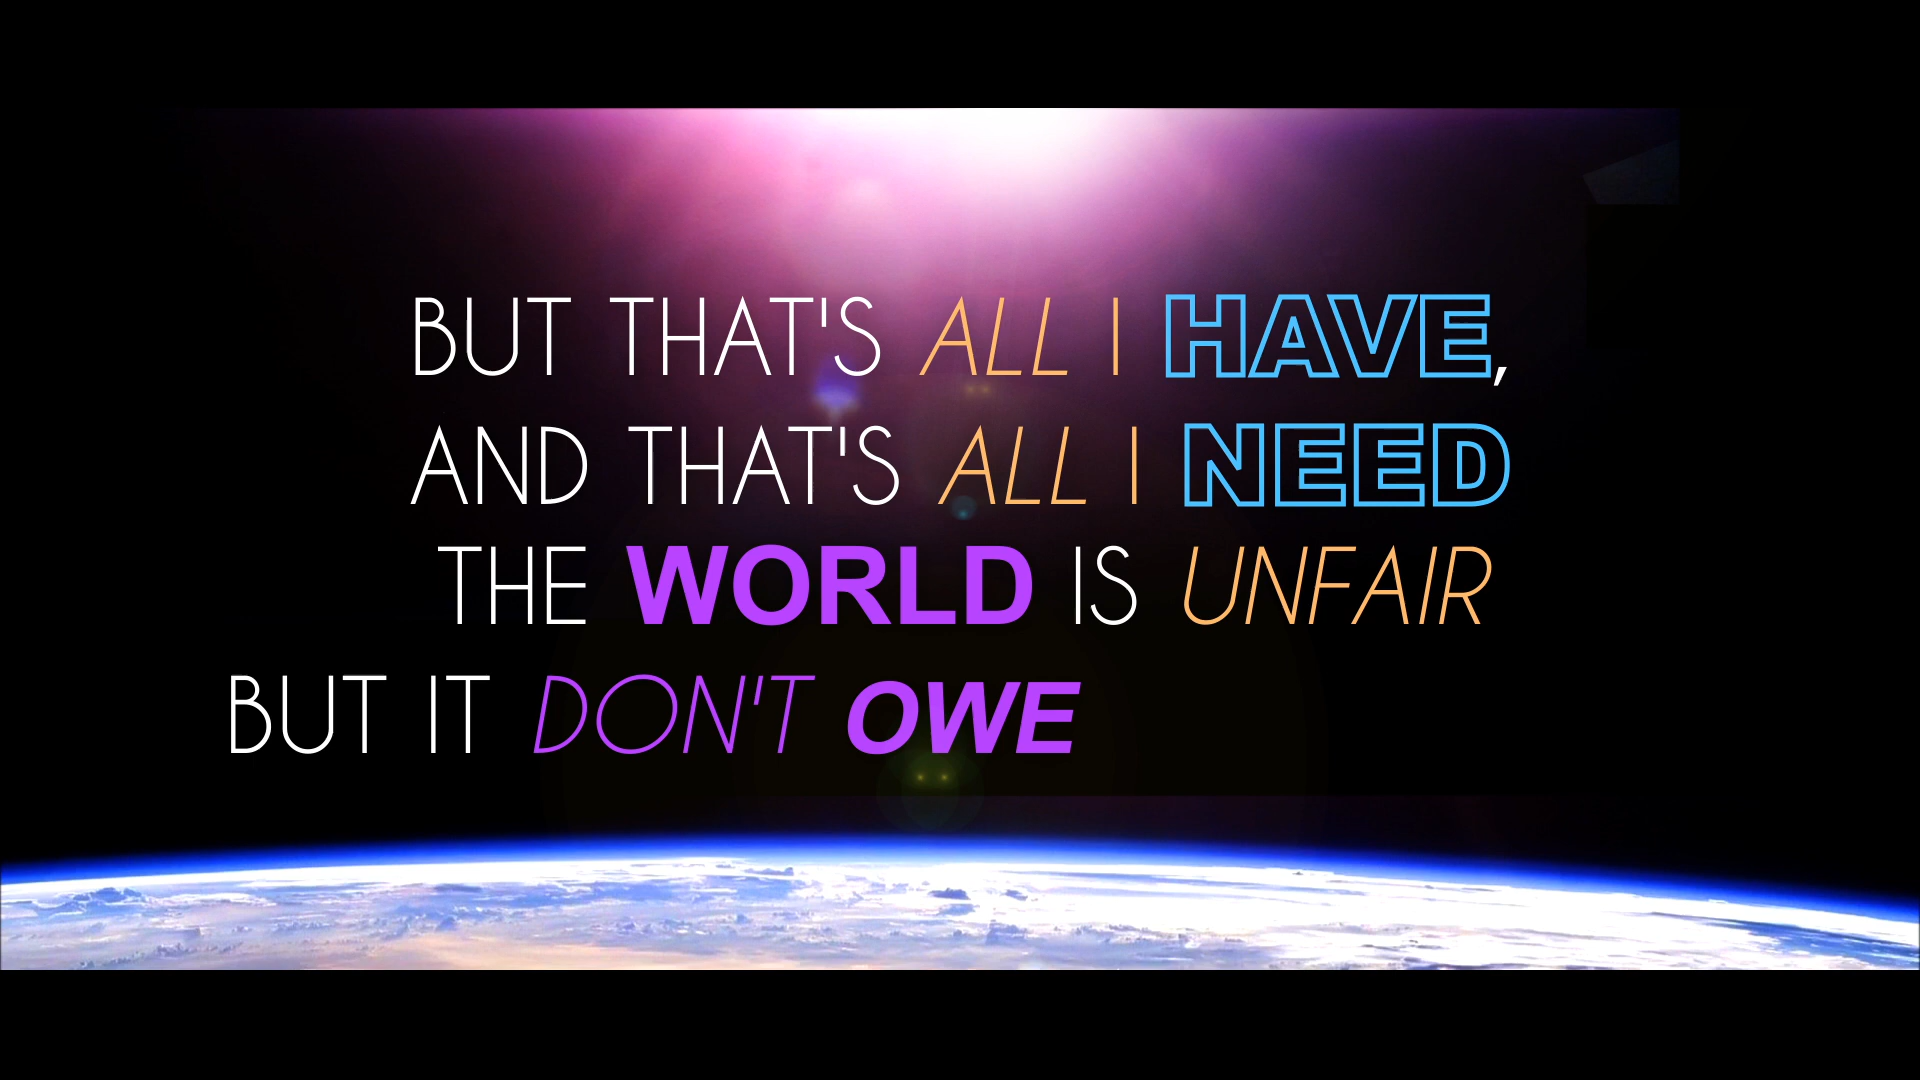 BUT THAT'S ALL I HAVE,
AND THAT'S ALL I NEED
THE WORLD IS UNFAIR
BUT IT DON'T OWE